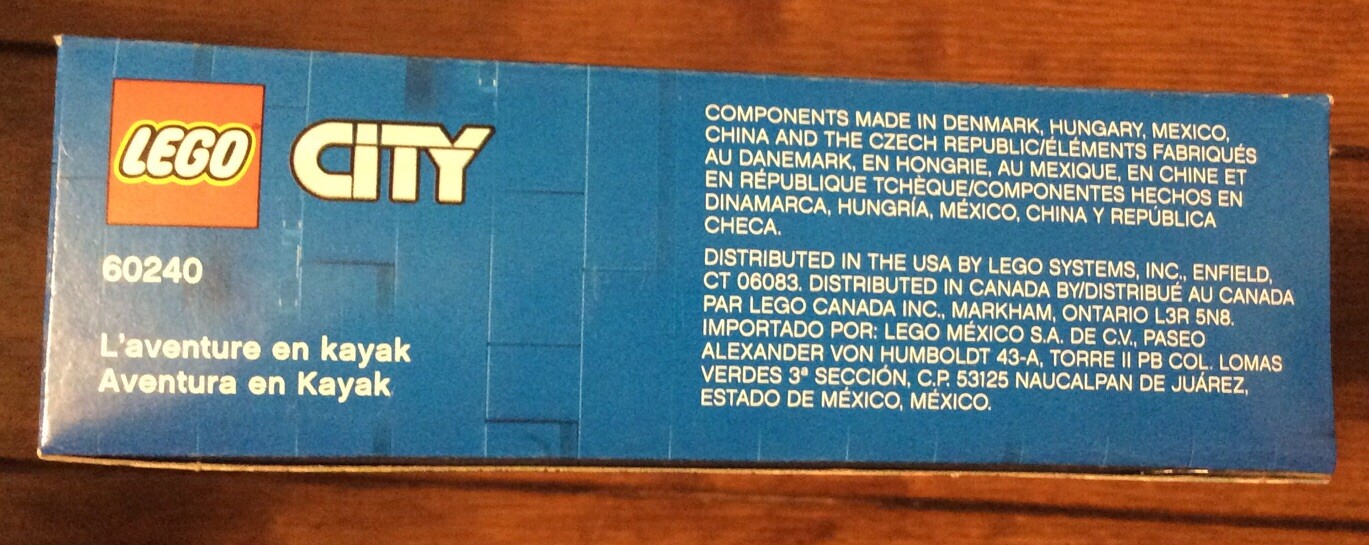 LEGO
CITY
60240
L'aventure en kayak
Aventura en Kayak
COMPONENTS MADE IN DENMARK, HUNGARY, MEXICO,
CHINA AND THE CZECH REPUBLIC/ÉLÉMENTS FABRIQUÉS
AU DANEMARK, EN HONGRIE, AU MEXIQUE, EN CHINE ET
EN RÉPUBLIQUE TCHÈQUE/COMPONENTES HECHOS EN
DINAMARCA, HUNGRÍA, MÉXICO, CHINA Y REPÚBLICA
CHECA.
DISTRIBUTED IN THE USA BY LEGO SYSTEMS, INC., ENFIELD,
CT 06083. DISTRIBUTED IN CANADA BY/DISTRIBUÉ AU CANADA
PAR LEGO CANADA INC., MARKHAM, ONTARIO L3R 5N8.
IMPORTADO POR: LEGO MÉXICO S.A. DE C.V., PASEO
ALEXANDER VON HUMBOLDT 43-A, TORRE II PB COL. LOMAS
VERDES 3ª SECCIÓN, C.P. 53125 NAUCALPAN DE JUÁREZ,
ESTADO DE MÉXICO, MÉXICO.